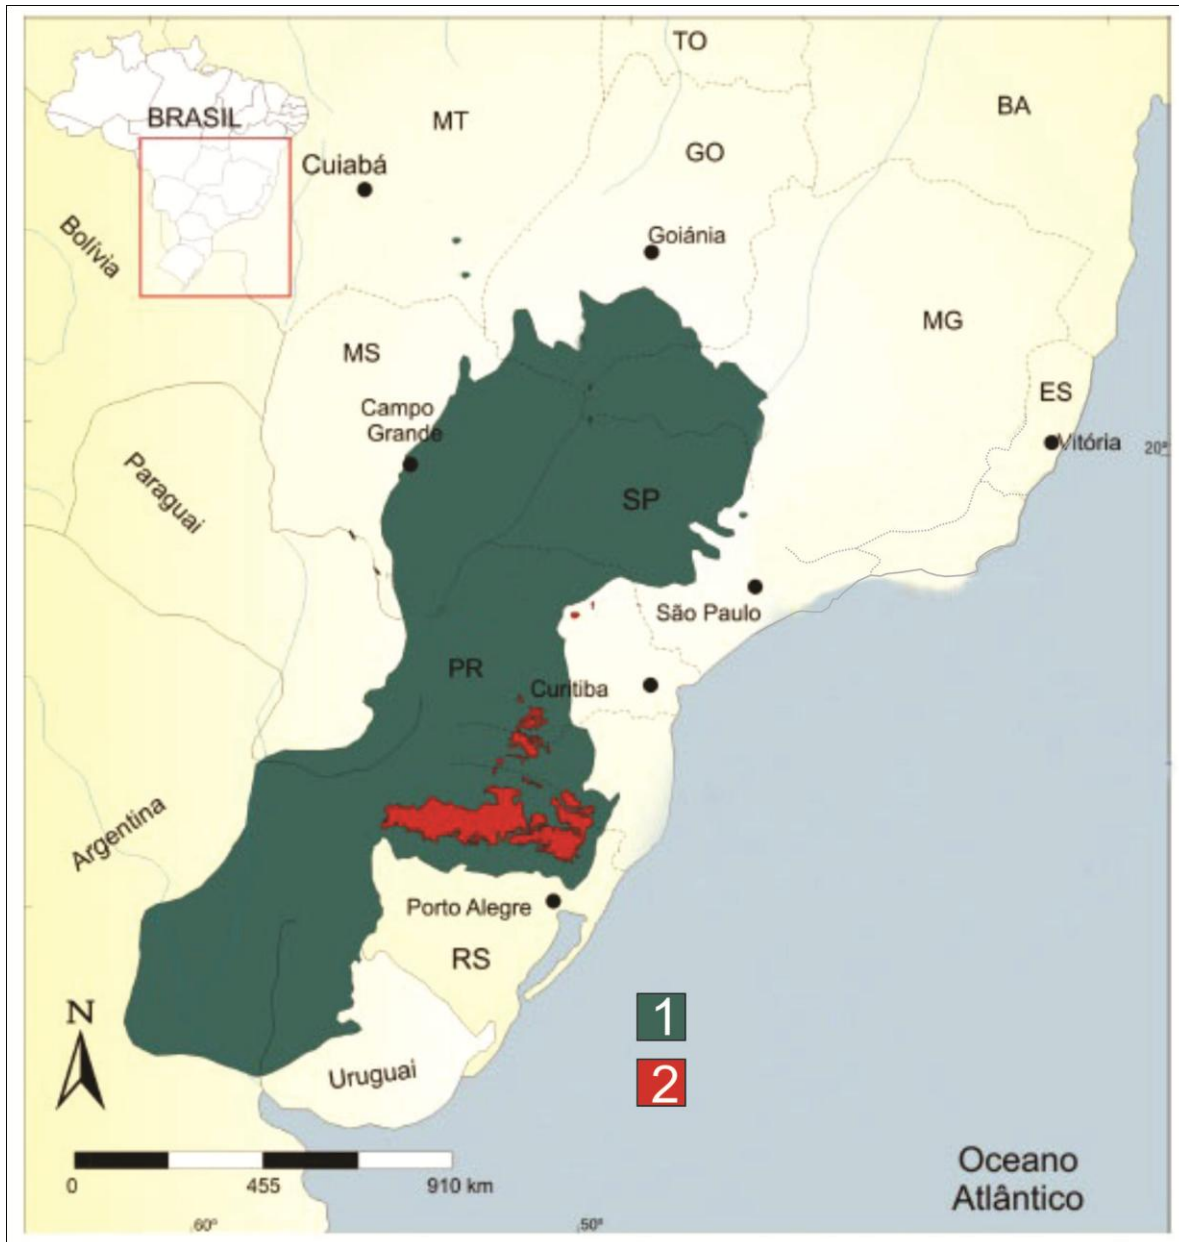 TO
BRASIL
MT
BA
Cuiabá
GO
Bolívia
Goiánia
MG
MS
ES
Campo
Grande
Vitória
20º
Paraguai
SP
São Paulo
PR
Curitiba
Argentina
Porto Alegre
RS
N
1
Uruguai
2
Oceano
Atlântico
0
455
910 km
60º
50º